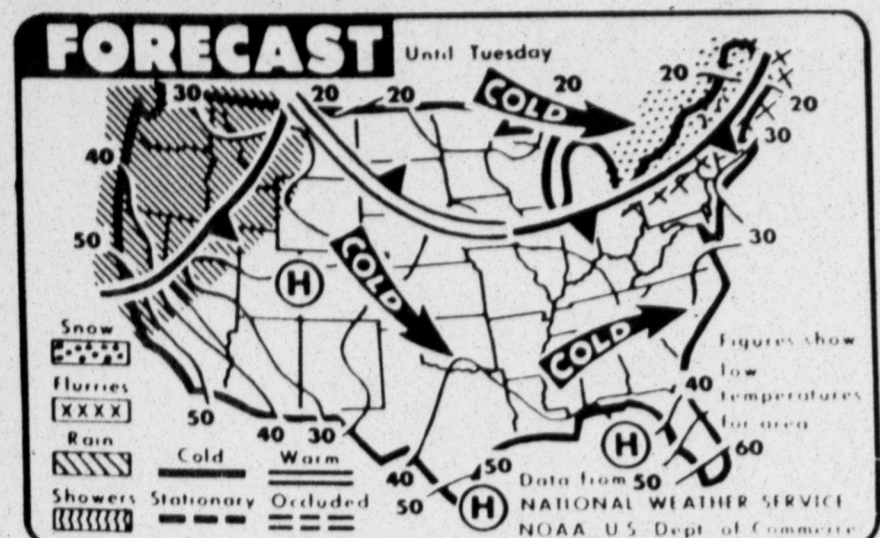 FORECAST Until Tuesday
30 20 20 20 20 20
COLD
40 30
50 30
H COLD
COLD
Snow
Flurries
XXXX
Rain
Showers
Cold Warm
Stationary Occluded
50 40 30 40 50 50
H
H
40
60
50
Figures show
low
temperatures
for area
Data from
NATIONAL WEATHER SERVICE
NOAA U.S. Dept. of Commerce